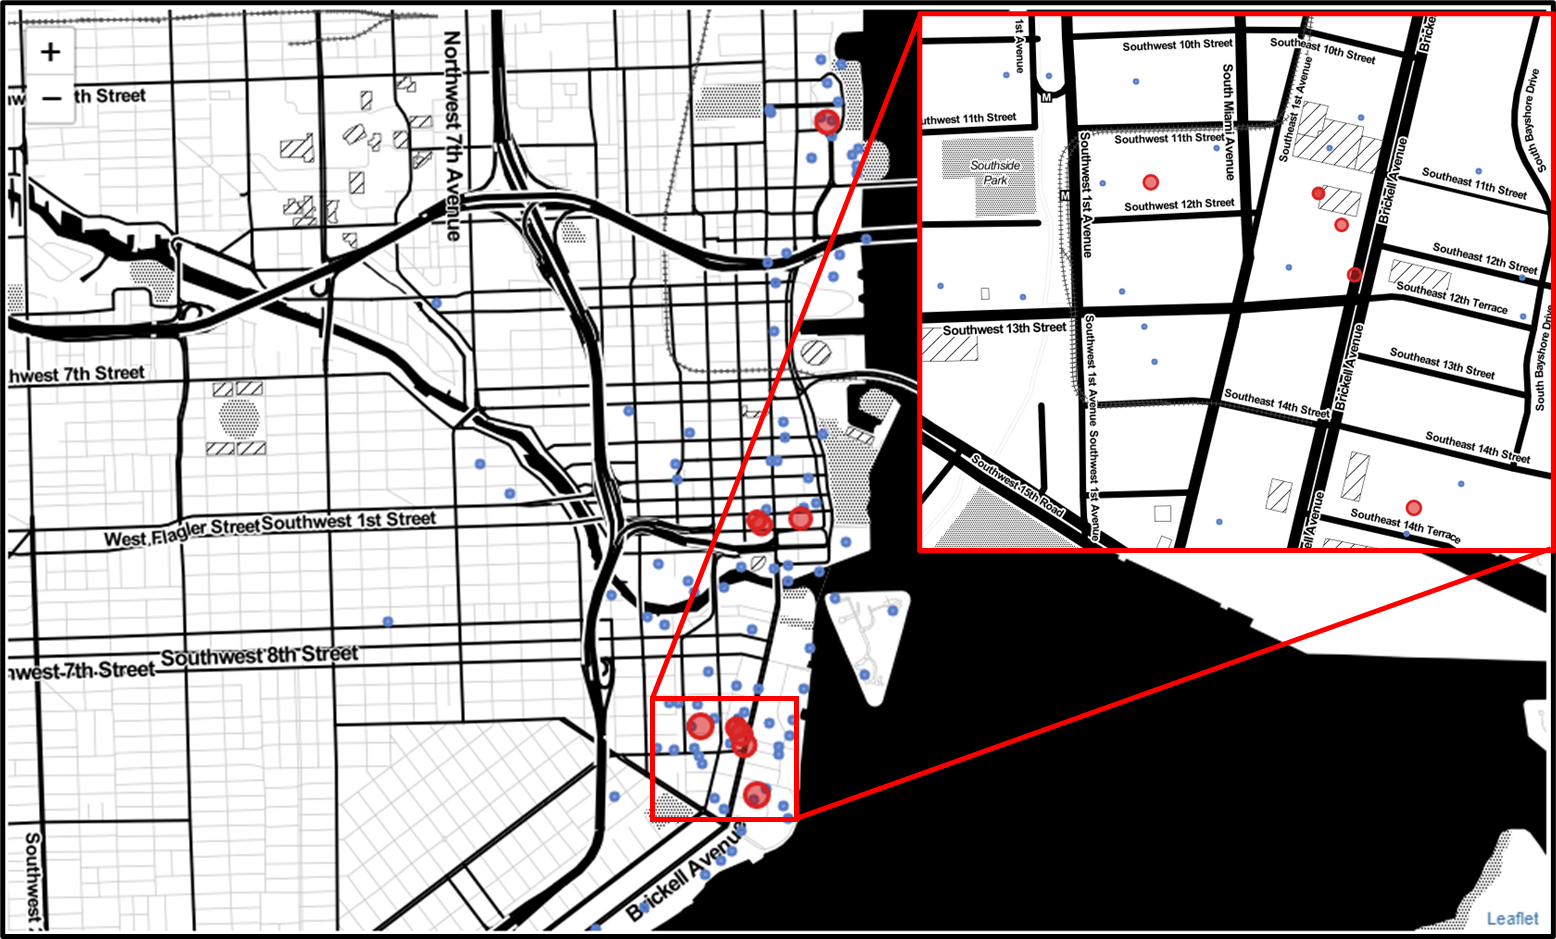 +
−
th Street
Northwest 7th Avenue
hwest 7th Street
West Flagler Street
Southwest 1st Street
Southwest 8th Street
hwest 7th Street
Southwest
Brickell Avenue
1st Avenue
Southwest 10th Street
Southeast 10th Street
Bricke
South Miami Avenue
Southeast 1st Avenue
South Bayshore Drive
M
uthwest 11th Street
Southwest 11th Street
Southside
Park
Southwest 1st Avenue
M
Southwest 12th Street
Brickell Avenue
Southeast 11th Street
Southeast 12th Street
Southeast 12th Terrace
Southwest 13th Street
Southwest 1st Avenue
Brickell Avenue
Southeast 13th Street
South Bayshore Drive
Southeast 14th Street
Southeast 14th Street
Southwest 15th Road
Southwest 1st Avenue
ell Avenue
Southeast 14th Terrace
Leaflet